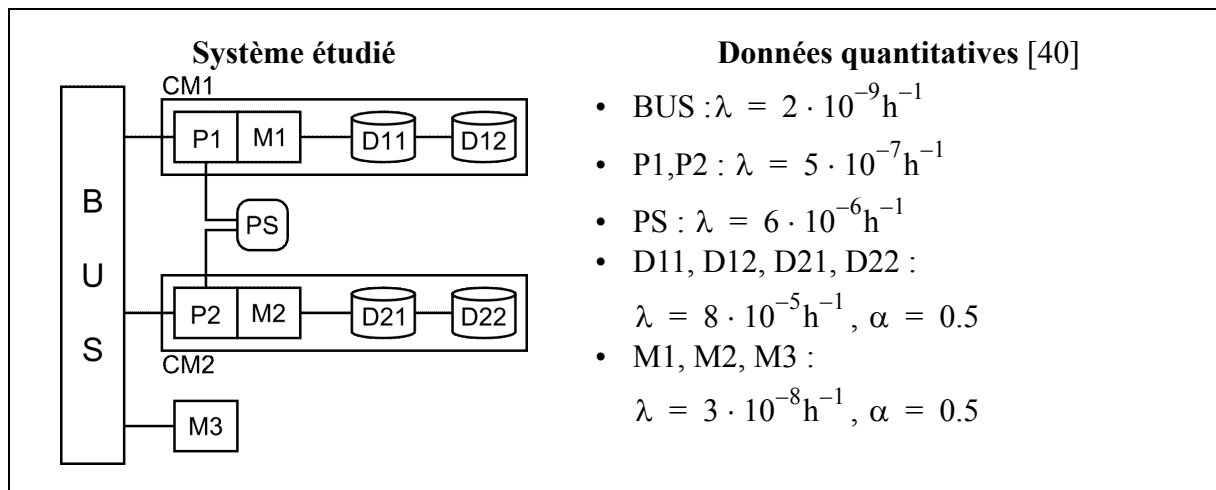 Système étudié
CM1
P1 M1 D11 D12
B
U
S
PS
P2 M2 D21 D22
CM2
M3
Données quantitatives [40]
• BUS : λ = 2 · 10⁻⁹h⁻¹
• P1,P2 : λ = 5 · 10⁻⁷h⁻¹
• PS : λ = 6 · 10⁻⁶h⁻¹
• D11, D12, D21, D22 :
λ = 8 · 10⁻⁵h⁻¹ , α = 0.5
• M1, M2, M3 :
λ = 3 · 10⁻⁸h⁻¹ , α = 0.5